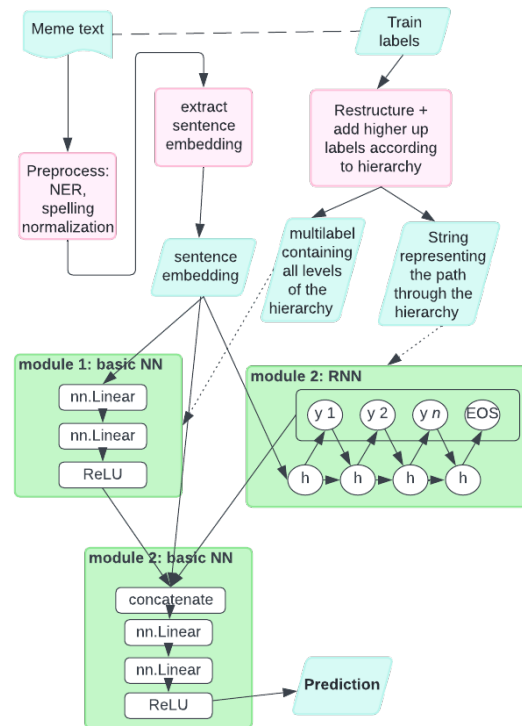 Meme text
Train
labels
extract
sentence
embedding
Restructure +
add higher up
labels according
to hierarchy
Preprocess:
NER,
spelling
normalization
sentence
embedding
multilabel
containing
all levels
of the
hierarchy
String
representing
the path
through the
hierarchy
module 1: basic NN
nn.Linear
nn.Linear
ReLU
module 2: RNN
y 1
y 2
y n
EOS
h
h
h
h
module 2: basic NN
concatenate
nn.Linear
nn.Linear
ReLU
Prediction